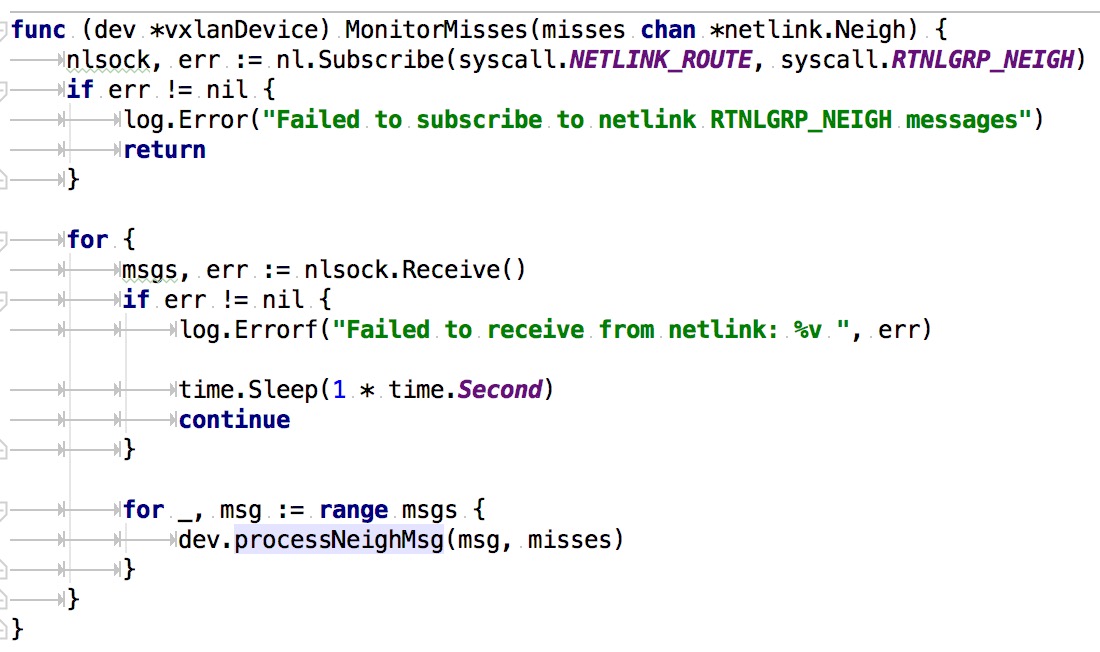 func (dev *vxlanDevice) MonitorMisses(misses chan *netlink.Neigh) {
nlsock, err := nl.Subscribe(syscall.NETLINK_ROUTE, syscall.RTNLGRP_NEIGH)
if err != nil {
log.Error("Failed to subscribe to netlink RTNLGRP_NEIGH messages")
return
}
for {
msgs, err := nlsock.Receive()
if err != nil {
log.Errorf("Failed to receive from netlink: %v ", err)
time.Sleep(1 * time.Second)
continue
}
for _, msg := range msgs {
dev.processNeighMsg(msg, misses)
}
}
}